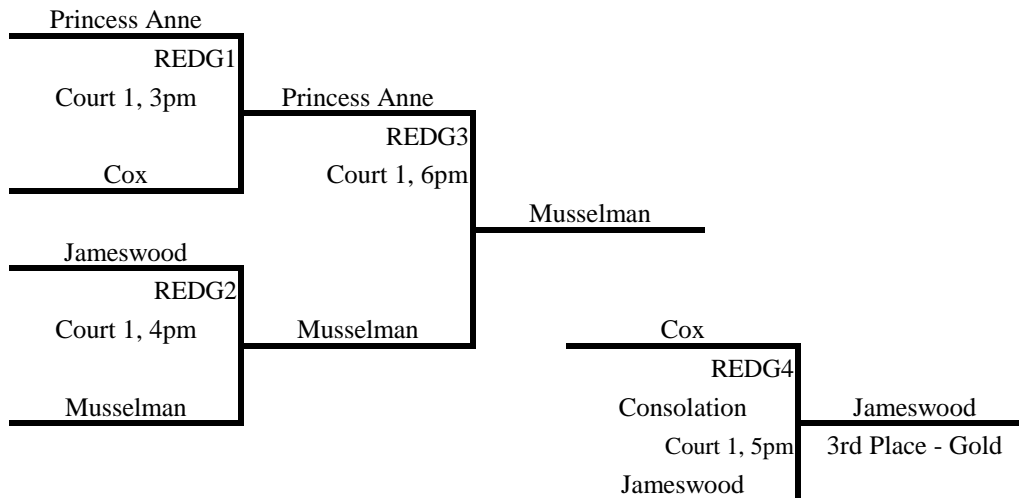 Princess Anne
REDG1
Court 1, 3pm
Princess Anne
REDG3
Cox
Court 1, 6pm
Musselman
Jameswood
REDG2
Court 1, 4pm
Musselman
Cox
REDG4
Musselman
Consolation
Jameswood
Court 1, 5pm
3rd Place - Gold
Jameswood